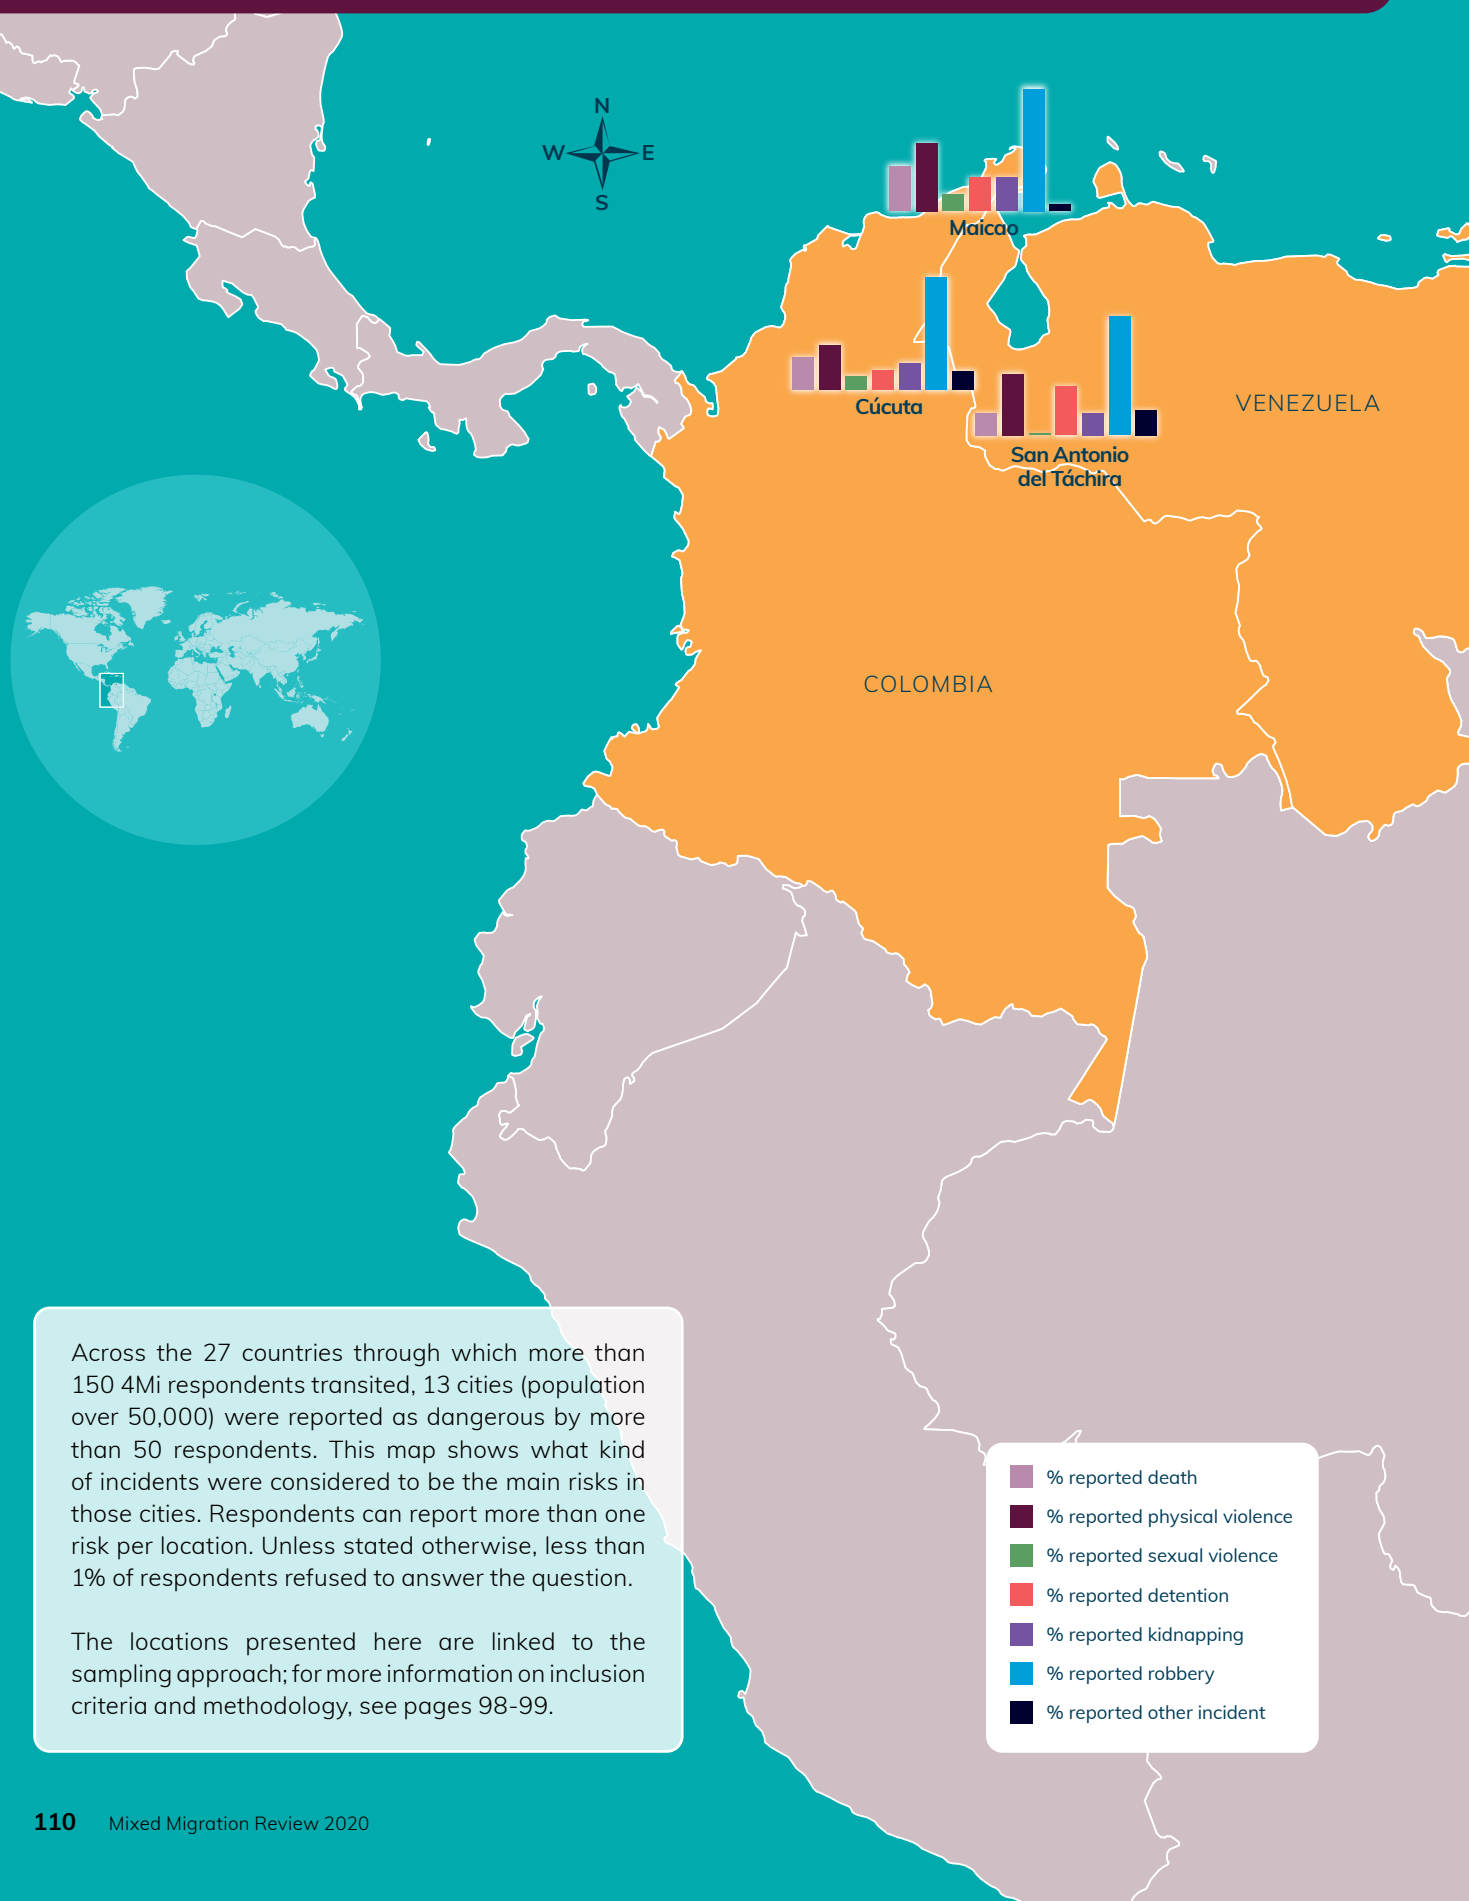 N
W E
S
Maicao
Cúcuta
VENEZUELA
San Antonio
del Táchira
COLOMBIA
Across the 27 countries through which more than
150 4Mi respondents transited, 13 cities (population
over 50,000) were reported as dangerous by more
than 50 respondents. This map shows what kind
of incidents were considered to be the main risks in
those cities. Respondents can report more than one
risk per location. Unless stated otherwise, less than
1% of respondents refused to answer the question.
The locations presented here are linked to the
sampling approach; for more information on inclusion
criteria and methodology, see pages 98-99.
% reported death
% reported physical violence
% reported sexual violence
% reported detention
% reported kidnapping
% reported robbery
% reported other incident
110 Mixed Migration Review 2020